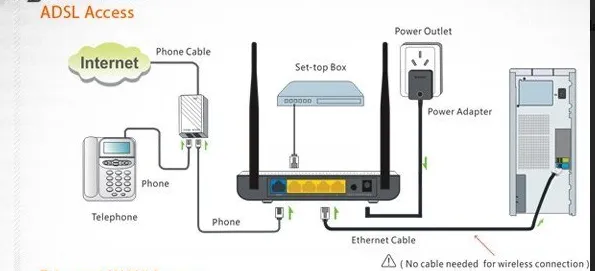 ADSL Access
Power Outlet
Phone Cable
Internet
Set-top Box
Power Adapter
Phone
Telephone
Phone
Ethernet Cable
( No cable needed for wireless connection )